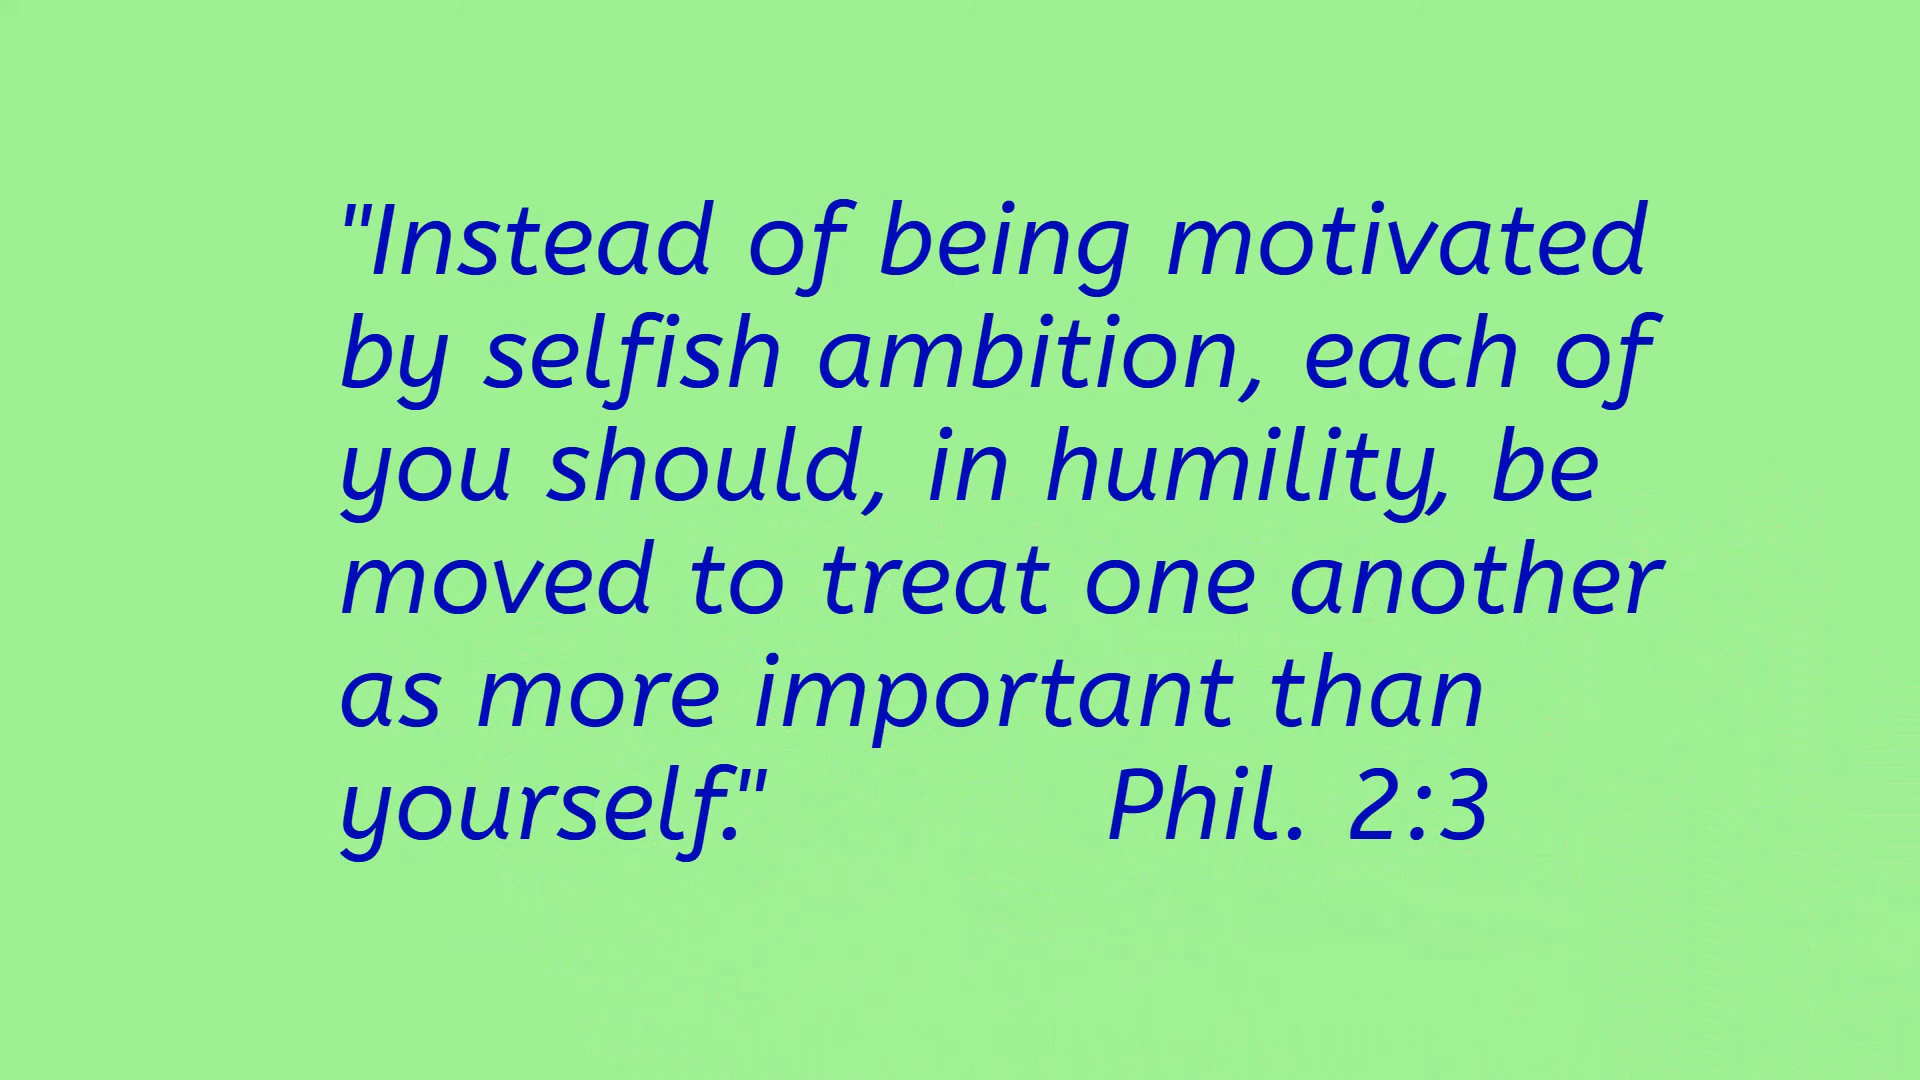 "Instead of being motivated
by selfish ambition, each of
you should, in humility, be
moved to treat one another
as more important than
yourself." Phil. 2:3